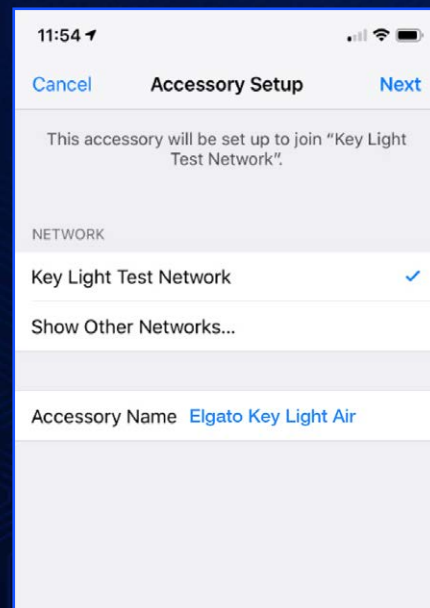 11:54
Cancel Accessory Setup Next
This accessory will be set up to join “Key Light
Test Network”.
NETWORK
Key Light Test Network
Show Other Networks...
Accessory Name Elgato Key Light Air